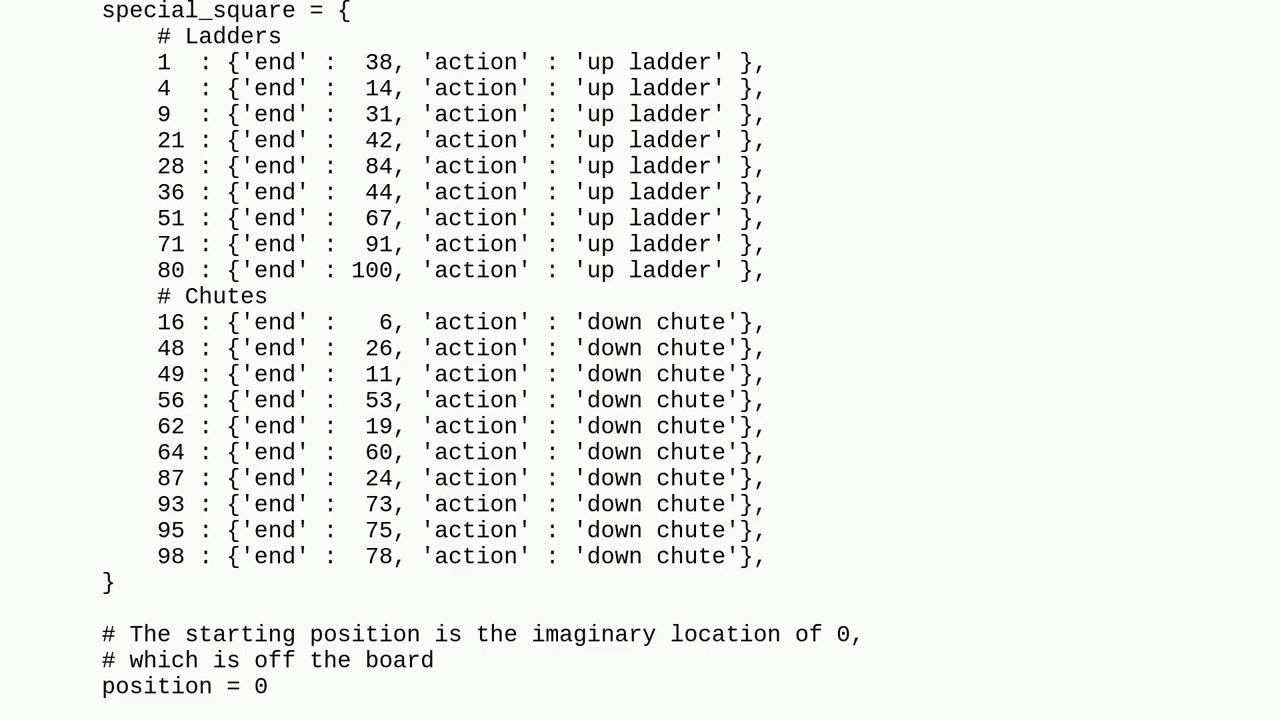 special_square = {
    # Ladders
    1  : {'end' :  38, 'action' : 'up ladder' },
    4  : {'end' :  14, 'action' : 'up ladder' },
    9  : {'end' :  31, 'action' : 'up ladder' },
    21 : {'end' :  42, 'action' : 'up ladder' },
    28 : {'end' :  84, 'action' : 'up ladder' },
    36 : {'end' :  44, 'action' : 'up ladder' },
    51 : {'end' :  67, 'action' : 'up ladder' },
    71 : {'end' :  91, 'action' : 'up ladder' },
    80 : {'end' : 100, 'action' : 'up ladder' },
    # Chutes
    16 : {'end' :   6, 'action' : 'down chute'},
    48 : {'end' :  26, 'action' : 'down chute'},
    49 : {'end' :  11, 'action' : 'down chute'},
    56 : {'end' :  53, 'action' : 'down chute'},
    62 : {'end' :  19, 'action' : 'down chute'},
    64 : {'end' :  60, 'action' : 'down chute'},
    87 : {'end' :  24, 'action' : 'down chute'},
    93 : {'end' :  73, 'action' : 'down chute'},
    95 : {'end' :  75, 'action' : 'down chute'},
    98 : {'end' :  78, 'action' : 'down chute'},
}

# The starting position is the imaginary location of 0,
# which is off the board
position = 0